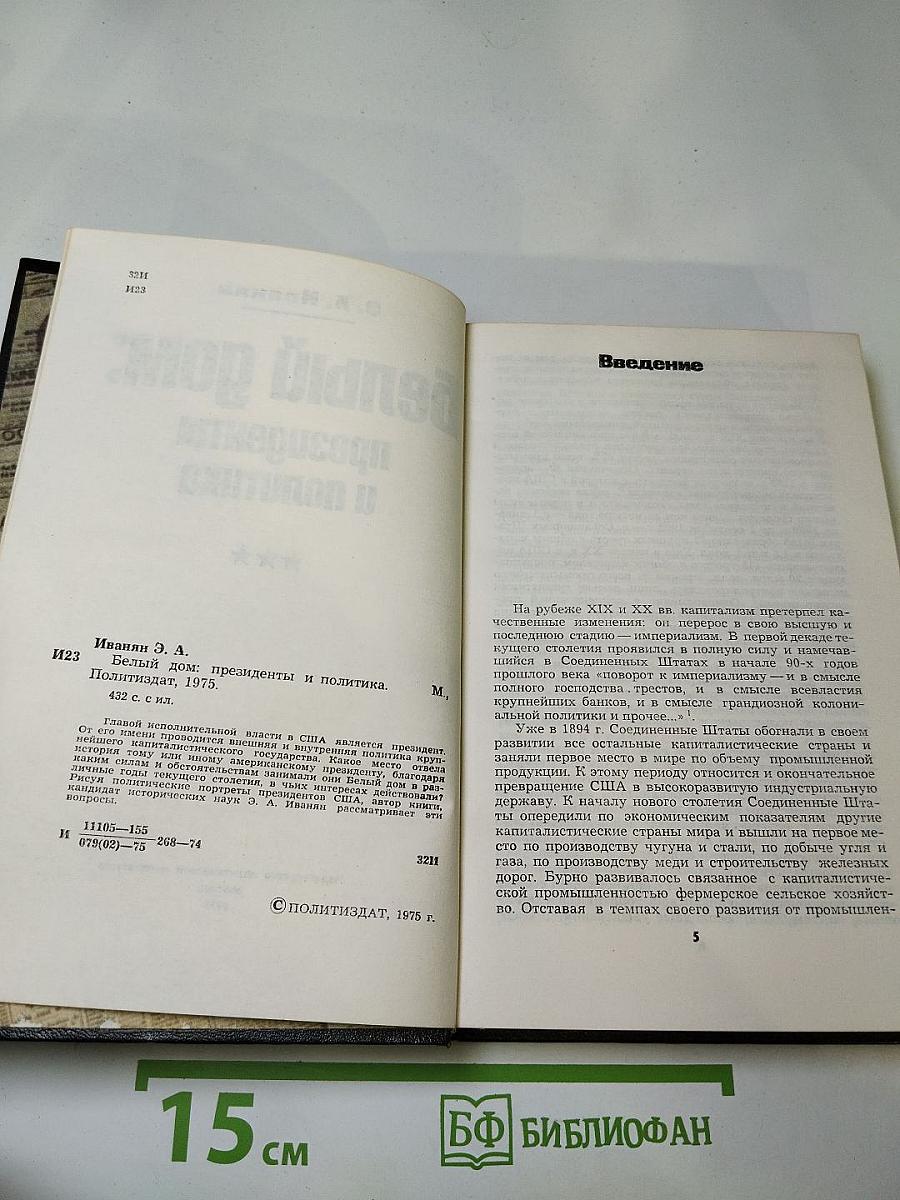 32И
И23
Иванян Э. А.
И23 Белый дом: президенты и политика. М.,
Политиздат, 1975.
432 с. с ил.
Главой исполнительной власти в США является президент.
От его имени проводится внешняя и внутренняя политика круп-
нейшего капиталистического государства. Какое место отвела
история тому или иному американскому президенту, благодаря
каким силам и обстоятельствам занимали они Белый дом в раз-
личные годы текущего столетия, в чьих интересах действовали?
Рисуя политические портреты президентов США, автор книги,
кандидат исторических наук Э. А. Иванян рассматривает эти
вопросы.
И 11105—155
079(02)—75 268—74
32И
© ПОЛИТИЗДАТ, 1975 г.
Введение
На рубеже XIX и XX вв. капитализм претерпел ка-
чественные изменения: он перерос в свою высшую и
последнюю стадию — империализм. В первой декаде те-
кущего столетия проявился в полную силу и намечав-
шийся в Соединенных Штатах в начале 90-х годов
прошлого века «поворот к империализму — и в смысле
полного господства трестов, и в смысле всевластия
крупнейших банков, и в смысле грандиозной колони-
альной политики и прочее...» 1.
Уже в 1894 г. Соединенные Штаты обогнали в своем
развитии все остальные капиталистические страны и
заняли первое место в мире по объему промышленной
продукции. К этому периоду относится и окончательное
превращение США в высокоразвитую индустриальную
державу. К началу нового столетия Соединенные Шта-
ты опередили по экономическим показателям другие
капиталистические страны мира и вышли на первое ме-
сто по производству чугуна и стали, по добыче угля и
газа, по производству меди и строительству железных
дорог. Бурно развивалось связанное с капиталистиче-
ской промышленностью фермерское сельское хозяйст-
во. Отставая в темпах своего развития от промышлен-
5
15 см
БФ БИБЛИОФАН